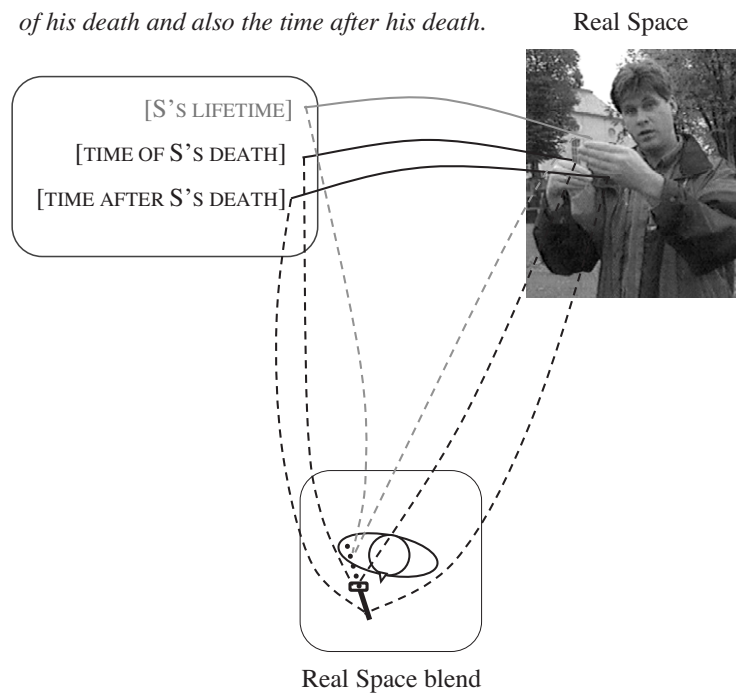 of his death and also the time after his death.
Real Space
[S's LIFETIME]
[TIME OF S'S DEATH]
[TIME AFTER S'S DEATH]
Real Space blend